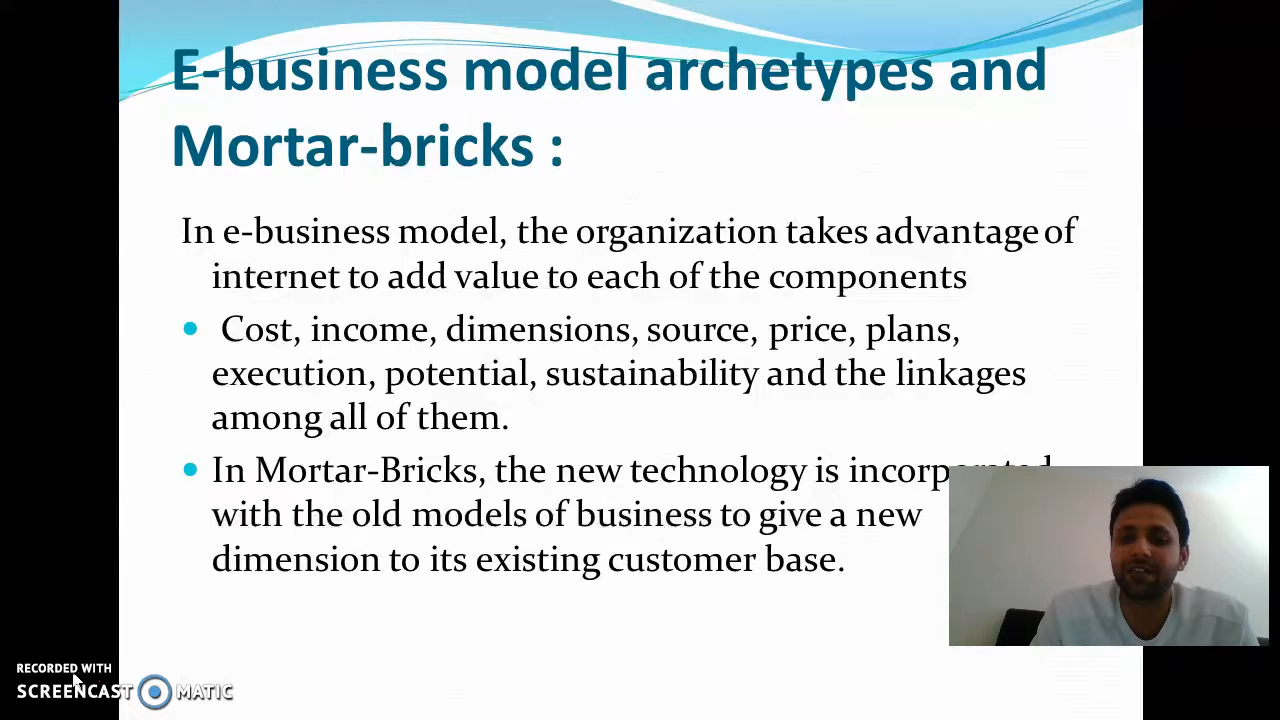 E-business model archetypes and
Mortar-bricks :
In e-business model, the organization takes advantage of
internet to add value to each of the components
Cost, income, dimensions, source, price, plans,
execution, potential, sustainability and the linkages
among all of them.
In Mortar-Bricks, the new technology is incorporated
with the old models of business to give a new
dimension to its existing customer base.
RECORDED WITH
SCREENCAST MATIC